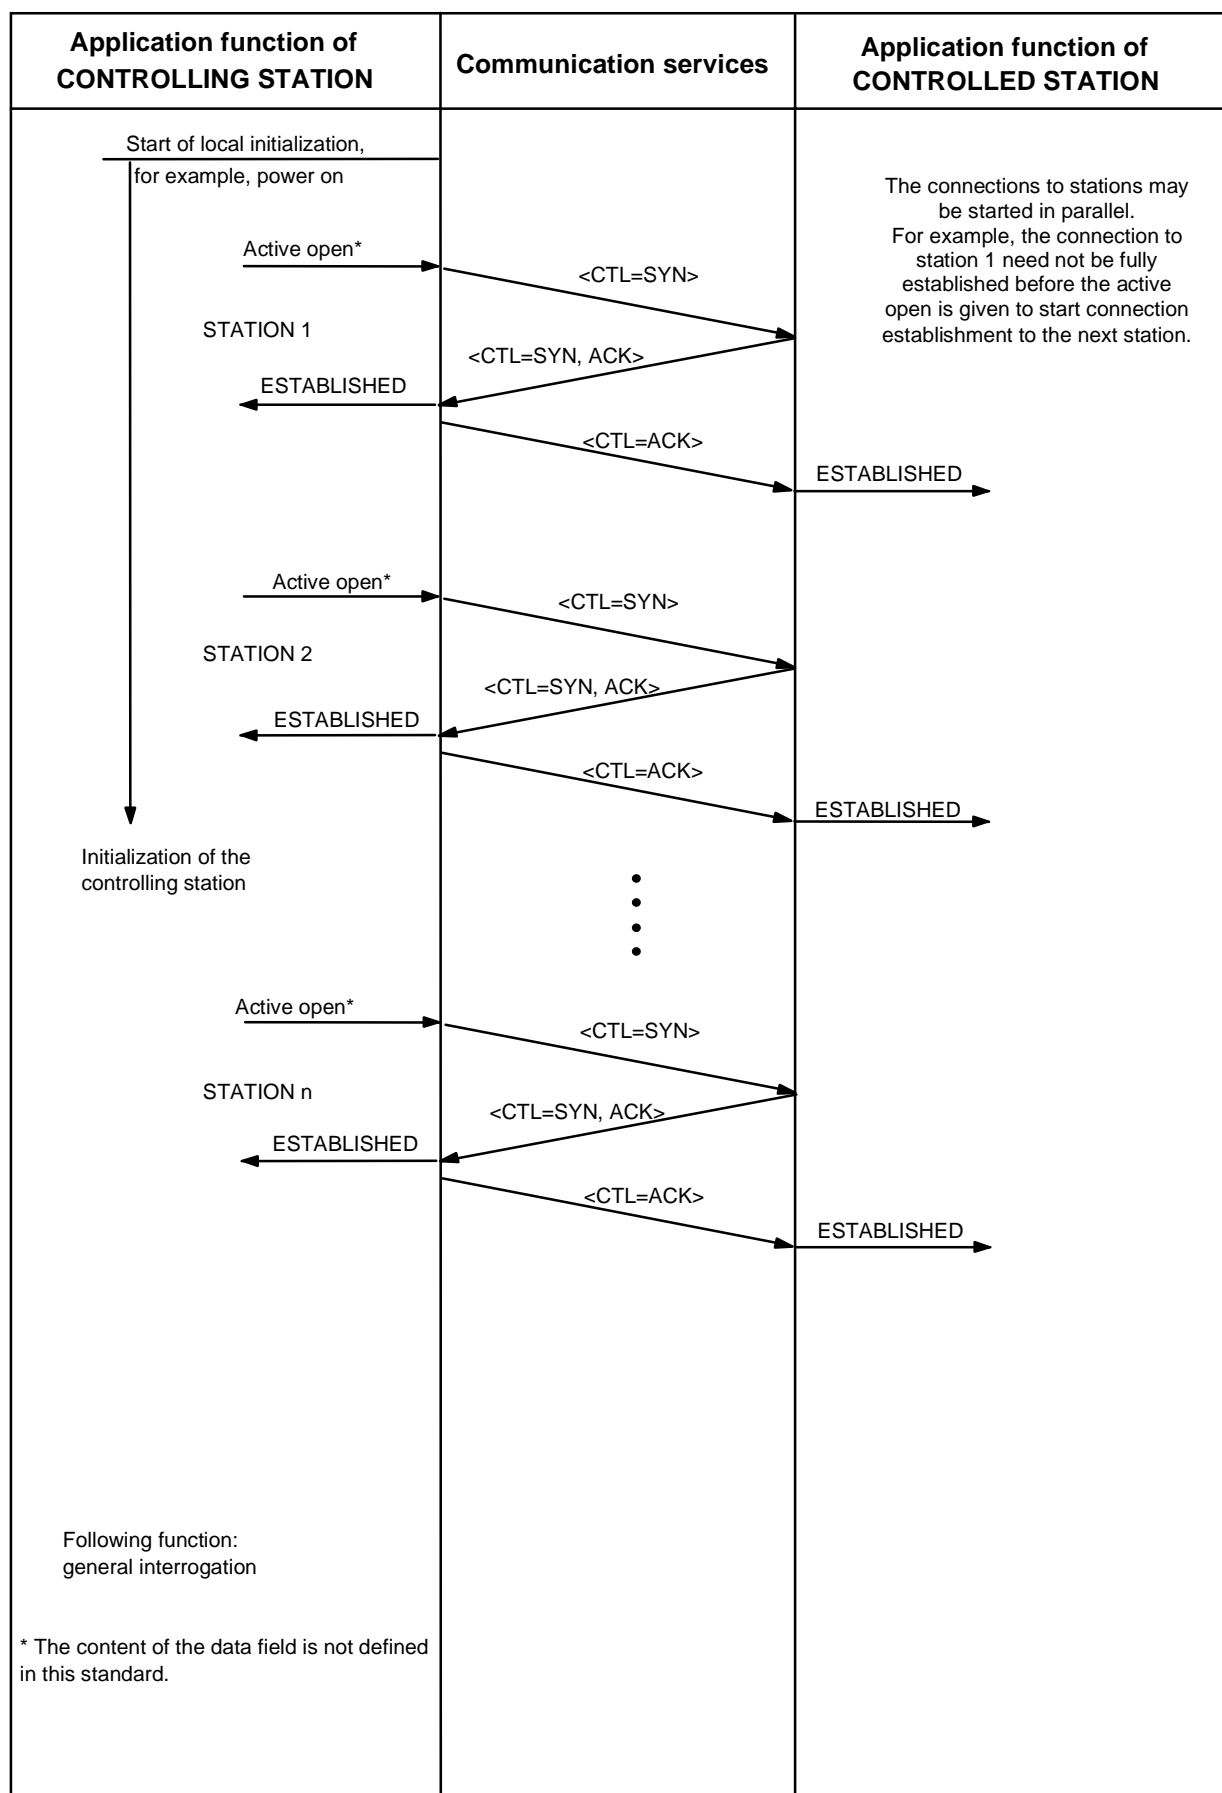 Application function of
CONTROLLING STATION
Communication services
Application function of
CONTROLLED STATION
Start of local initialization,
for example, power on
The connections to stations may
be started in parallel.
For example, the connection to
station 1 need not be fully
established before the active
open is given to start connection
establishment to the next station.
Active open*
<CTL=SYN>
STATION 1
<CTL=SYN, ACK>
ESTABLISHED
<CTL=ACK>
ESTABLISHED
Active open*
<CTL=SYN>
STATION 2
<CTL=SYN, ACK>
ESTABLISHED
<CTL=ACK>
ESTABLISHED
Initialization of the
controlling station
Active open*
<CTL=SYN>
STATION n
<CTL=SYN, ACK>
ESTABLISHED
<CTL=ACK>
ESTABLISHED
Following function:
general interrogation
* The content of the data field is not defined
in this standard.